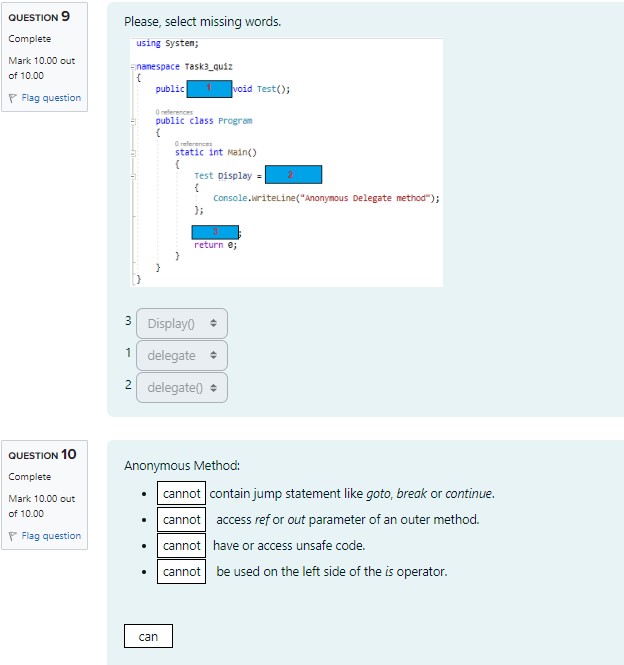 QUESTION 9
Complete
Mark 10.00 out
of 10.00
Flag question
Please, select missing words.
using System;
namespace Task3_quiz
{
public 1 void Test();
0 references
public class Program
{
0 references
static int Main()
{
Test Display = 2
{
Console.WriteLine("Anonymous Delegate method");
};
3;
return 0;
}
}
}
3 Display()
1 delegate
2 delegate()
QUESTION 10
Complete
Mark 10.00 out
of 10.00
Flag question
Anonymous Method:
• cannot contain jump statement like goto, break or continue.
• cannot access ref or out parameter of an outer method.
• cannot have or access unsafe code.
• cannot be used on the left side of the is operator.
can